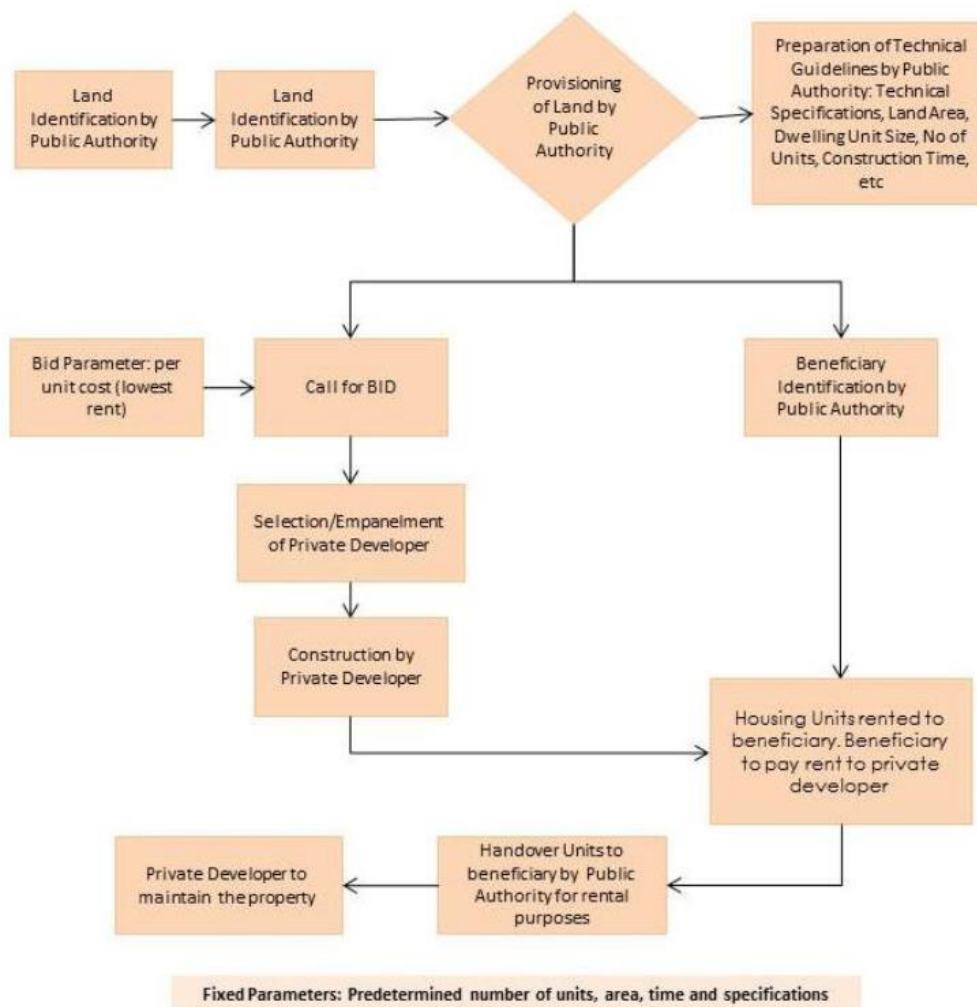 Land
Identification by
Public Authority
Land
Identification by
Public Authority
Provisioning
of Land by
Public
Authority
Preparation of Technical
Guidelines by Public
Authority: Technical
Specifications, Land Area,
Dwelling Unit Size, No of
Units, Construction Time,
etc
Bid Parameter: per
unit cost (lowest
rent)
Call for BID
Beneficiary
Identification by
Public Authority
Selection/Empanelment
of Private Developer
Construction by
Private Developer
Housing Units rented to
beneficiary. Beneficiary
to pay rent to private
developer
Handover Units to
beneficiary by Public
Authority for rental
purposes
Private Developer to
maintain the property
Fixed Parameters: Predetermined number of units, area, time and specifications